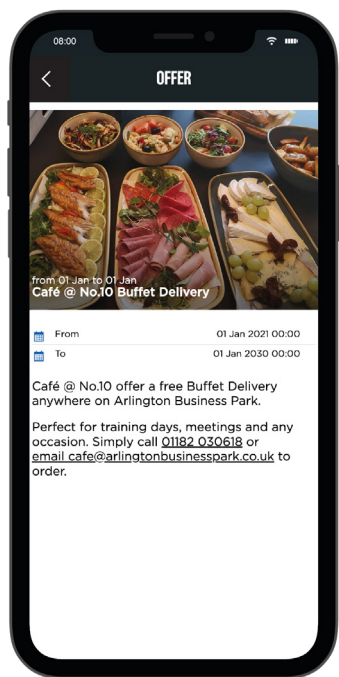 08:00
OFFER
from 01 Jan to 01 Jan
Café @ No.10 Buffet Delivery
From 01 Jan 2021 00:00
To 01 Jan 2030 00:00
Café @ No.10 offer a free Buffet Delivery
anywhere on Arlington Business Park.
Perfect for training days, meetings and any
occasion. Simply call 01182 030618 or
email cafe@arlingtonbusinesspark.co.uk to
order.